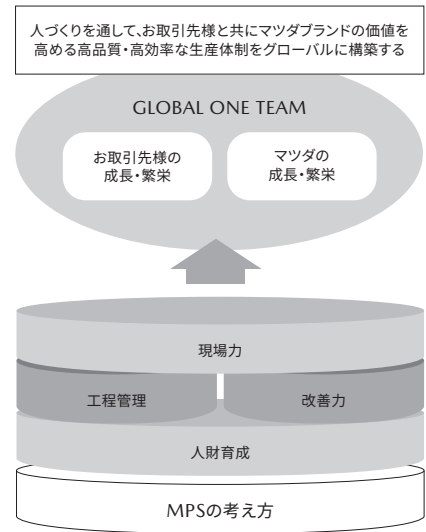 人づくりを通して、お取引先様と共にマツダブランドの価値を
高める高品質・高効率な生産体制をグローバルに構築する
GLOBAL ONE TEAM
お取引先様の
成長・繁栄
マツダの
成長・繁栄
現場力
工程管理
改善力
人財育成
MPSの考え方